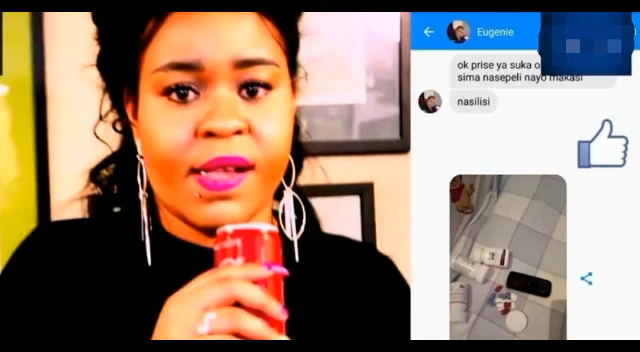 Eugenie
ok prise ya suka o
sima nasepeli nayo makasi
nasilisi